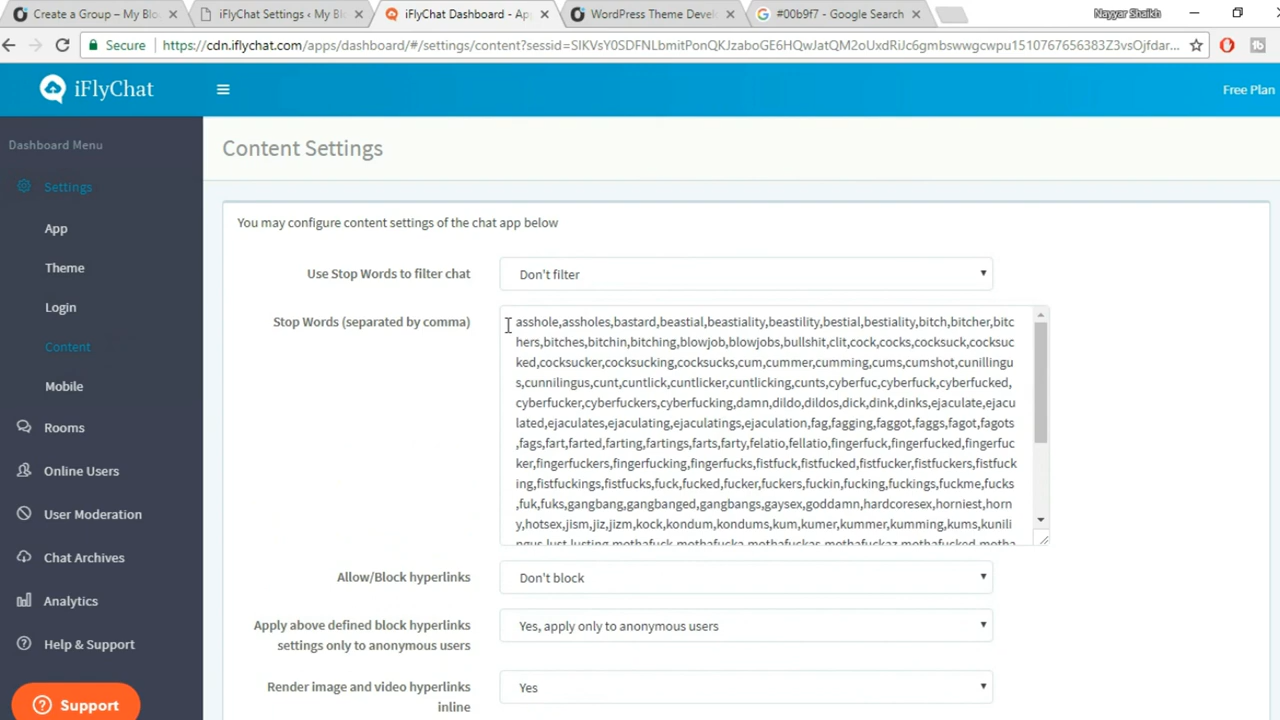 Create a Group – My Blo
iFlyChat Settings ‹ My Bl
iFlyChat Dashboard - Ap
WordPress Theme Devel
#00b9f7 - Google Search
Nayyar Shaikh
Secure
https://cdn.iflychat.com/apps/dashboard/#/settings/content?sessid=SIKVsY0SDFNLbmitPonQKJzaboGE6HQwJatQM2oUxdRiJc6gmbswwgcwpu1510767656383Z3vsOjfdar...
iFlyChat
Free Plan
Dashboard Menu
Settings
App
Theme
Login
Content
Mobile
Rooms
Online Users
User Moderation
Chat Archives
Analytics
Help & Support
Support
Content Settings
You may configure content settings of the chat app below
Use Stop Words to filter chat
Don't filter
Stop Words (separated by comma)
asshole,assholes,bastard,beastial,beastiality,beastility,bestial,bestiality,bitch,bitcher,bitc
hers,bitches,bitchin,bitching,blowjob,blowjobs,bullshit,clit,cock,cocks,cocksuck,cocksuc
ked,cocksucker,cocksucking,cocksucks,cum,cummer,cumming,cums,cumshot,cunillingu
s,cunnilingus,cunt,cuntlick,cuntlicker,cuntlicking,cunts,cyberfuc,cyberfuck,cyberfucked,
cyberfucker,cyberfuckers,cyberfucking,damn,dildo,dildos,dick,dink,dinks,ejaculate,ejacu
lated,ejaculates,ejaculating,ejaculatings,ejaculation,fag,fagging,faggot,faggs,fagot,fagots
,fags,fart,farted,farting,fartings,farts,farty,felatio,fellatio,fingerfuck,fingerfucked,fingerfuc
ker,fingerfuckers,fingerfucking,fingerfucks,fistfuck,fistfucked,fistfucker,fistfuckers,fistfuck
ing,fistfuckings,fistfucks,fuck,fucked,fucker,fuckers,fuckin,fucking,fuckings,fuckme,fucks
,fuk,fuks,gangbang,gangbanged,gangbangs,gaysex,goddamn,hardcoresex,horniest,horn
y,hotsex,jism,jiz,jizm,kock,kondum,kondums,kum,kumer,kummer,kumming,kums,kunili
ngus,lust,lusting,mothafuck,mothafucka,mothafuckas,mothafuckaz,mothafucked,motha
Allow/Block hyperlinks
Don't block
Apply above defined block hyperlinks
settings only to anonymous users
Yes, apply only to anonymous users
Render image and video hyperlinks
inline
Yes